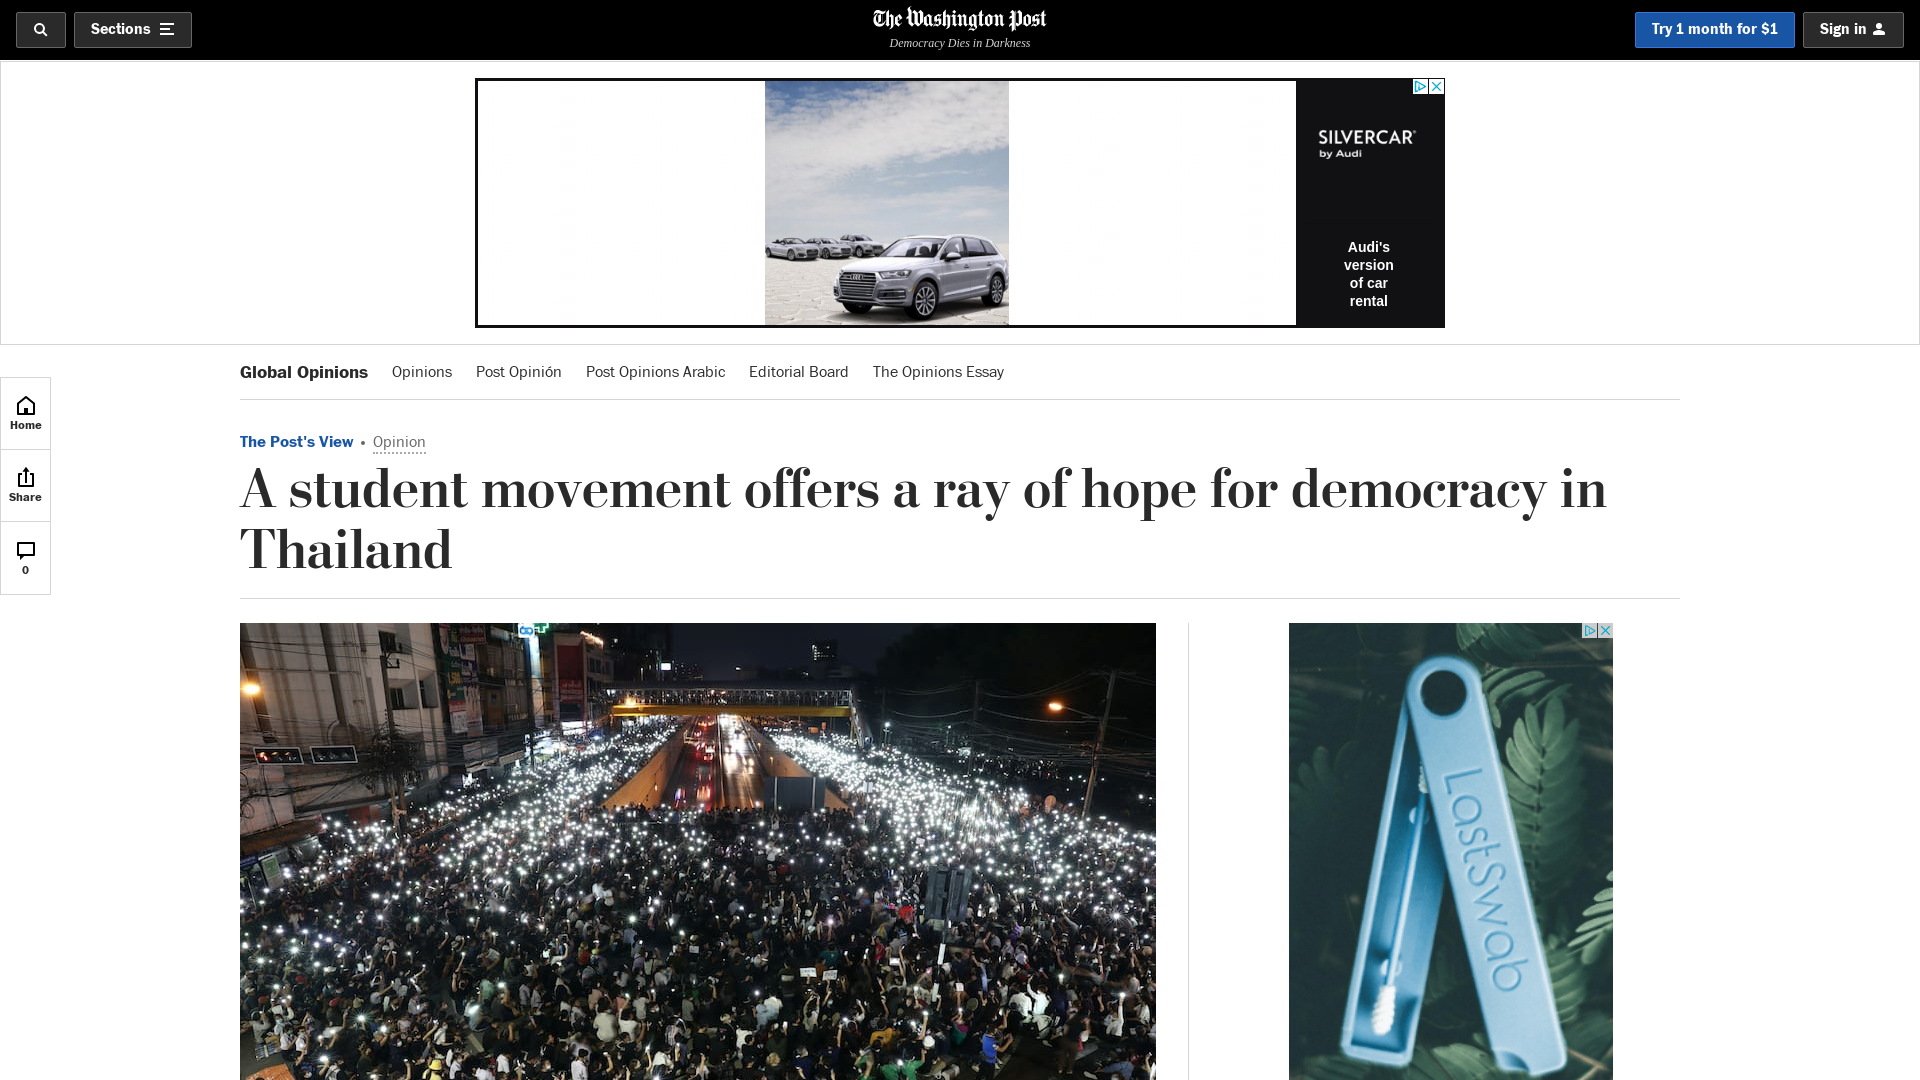 Sections
The Washington Post
Democracy Dies in Darkness
Try 1 month for $1
Sign in
SILVERCAR
by Audi
Audi's
version
of car
rental
Global Opinions
Opinions
Post Opinión
Post Opinions Arabic
Editorial Board
The Opinions Essay
Home
Share
0
The Post's View • Opinion
A student movement offers a ray of hope for democracy in
Thailand
LastSwab